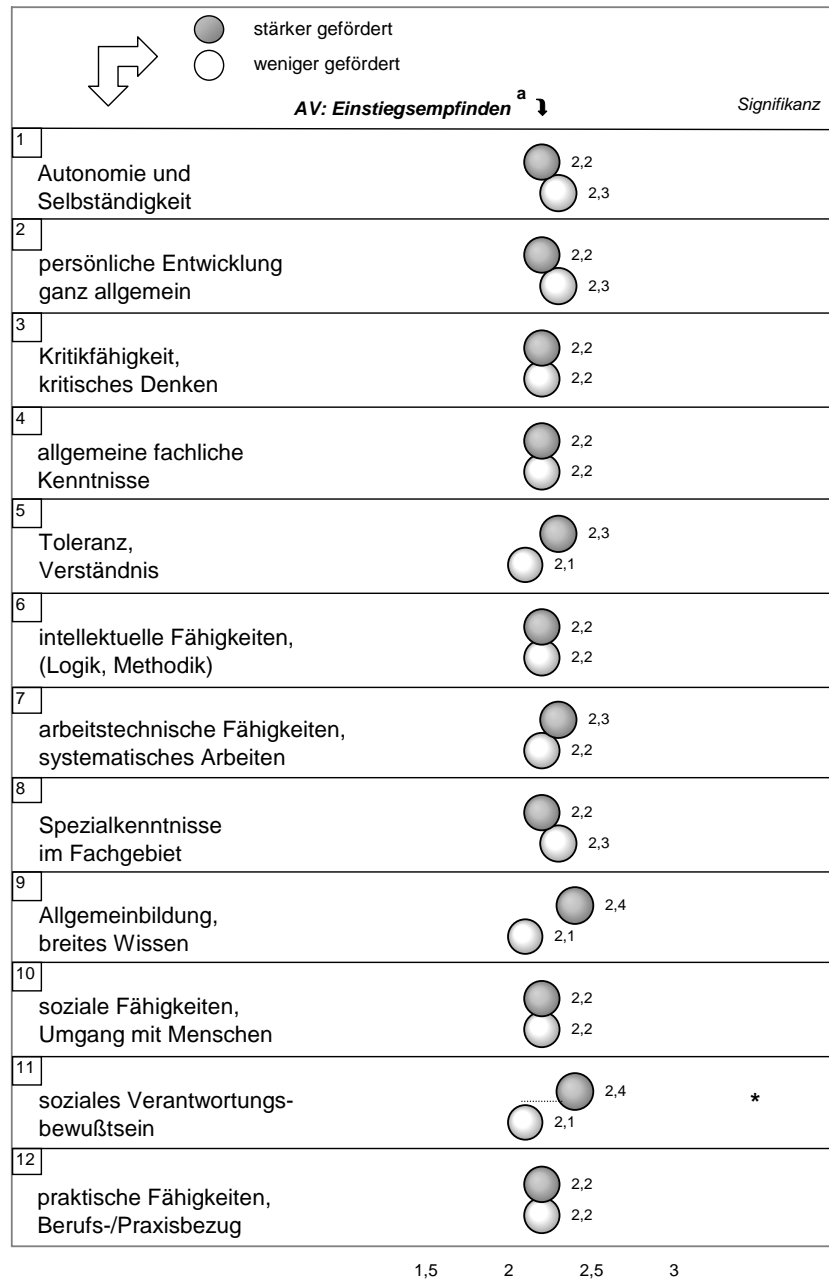 stärker gefördert
weniger gefördert
AV: Einstiegsempfinden a Signifikanz
1
Autonomie und
Selbständigkeit
2,2
2,3
2
persönliche Entwicklung
ganz allgemein
2,2
2,3
3
Kritikfähigkeit,
kritisches Denken
2,2
2,2
4
allgemeine fachliche
Kenntnisse
2,2
2,2
5
Toleranz,
Verständnis
2,3
2,1
6
intellektuelle Fähigkeiten,
(Logik, Methodik)
2,2
2,2
7
arbeitstechnische Fähigkeiten,
systematisches Arbeiten
2,3
2,2
8
Spezialkenntnisse
im Fachgebiet
2,2
2,3
9
Allgemeinbildung,
breites Wissen
2,4
2,1
10
soziale Fähigkeiten,
Umgang mit Menschen
2,2
2,2
11
soziales Verantwortungs-
bewußtsein
2,4
2,1
*
12
praktische Fähigkeiten,
Berufs-/Praxisbezug
2,2
2,2
1,5 2 2,5 3